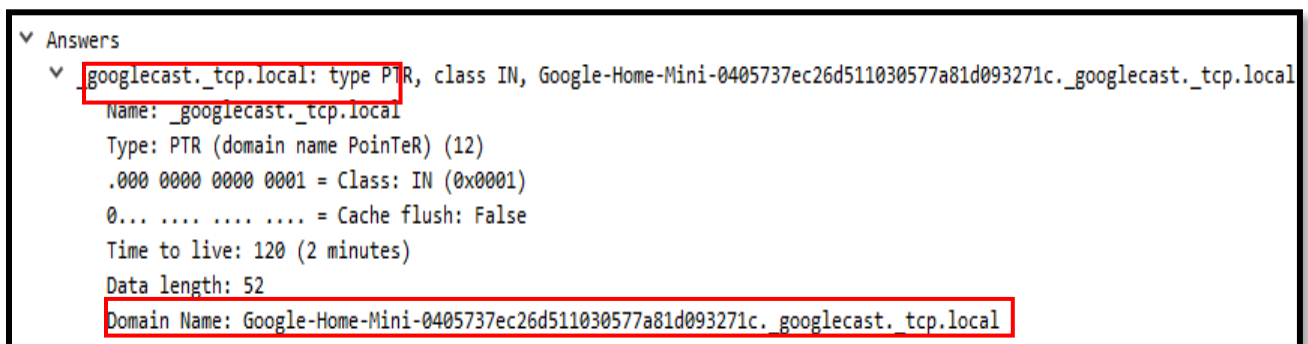 Answers
_googlecast._tcp.local: type PTR, class IN, Google-Home-Mini-0405737ec26d511030577a81d093271c._googlecast._tcp.local
Name: _googlecast._tcp.local
Type: PTR (domain name PoinTeR) (12)
.000 0000 0000 0001 = Class: IN (0x0001)
0... .... .... .... = Cache flush: False
Time to live: 120 (2 minutes)
Data length: 52
Domain Name: Google-Home-Mini-0405737ec26d511030577a81d093271c._googlecast._tcp.local